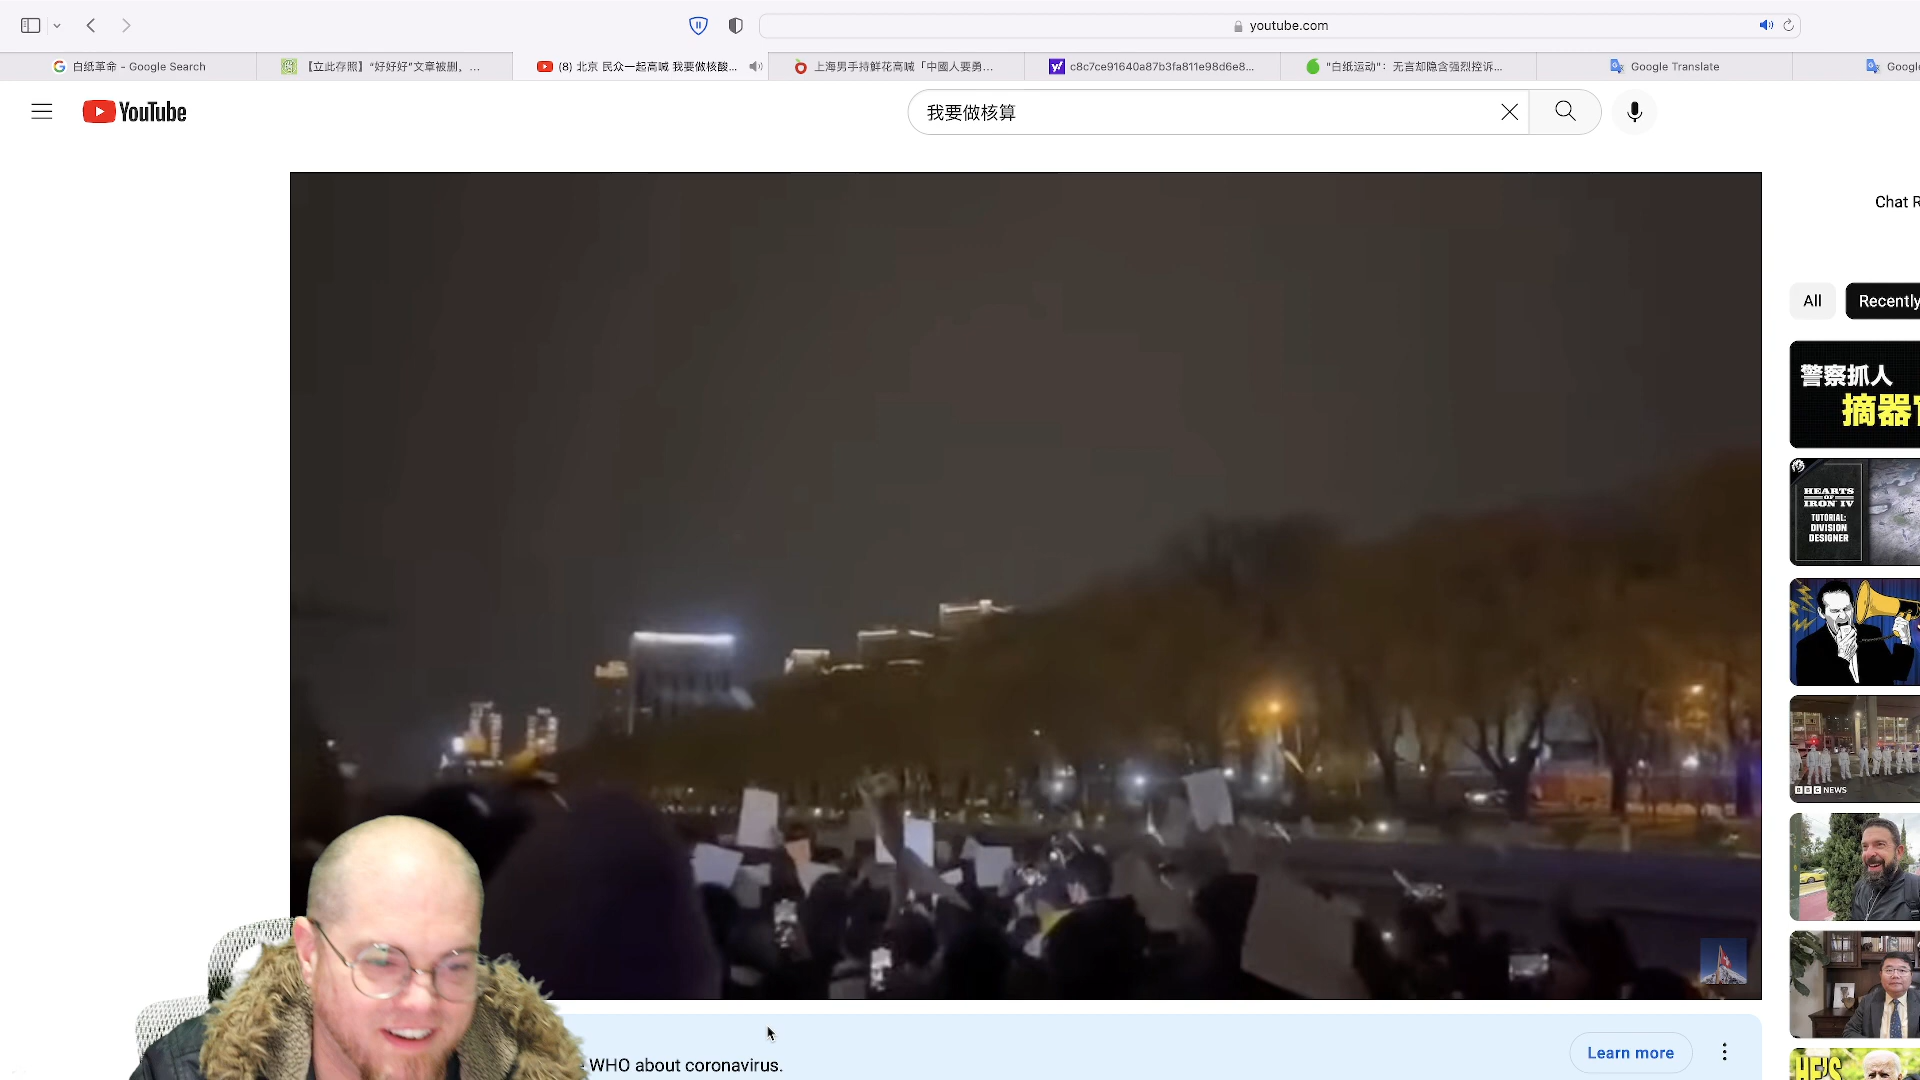 youtube.com
白纸革命 - Google Search
【立此存照】“好好好”文章被删，...
(8) 北京 民众一起高喊 我要做核酸...
上海男手持鲜花高喊「中國人要勇...
c8c7ce91640a87b3fa811e98d6e8...
"白纸运动"：无言却隐含强烈控诉...
Google Translate
Googl
YouTube
我要做核算
Chat R
All
Recently
警察抓人
摘器官
HEARTS
OF
IRON IV
TUTORIAL:
DIVISION
DESIGNER
BBC NEWS
WHO about coronavirus.
Learn more
HE'S